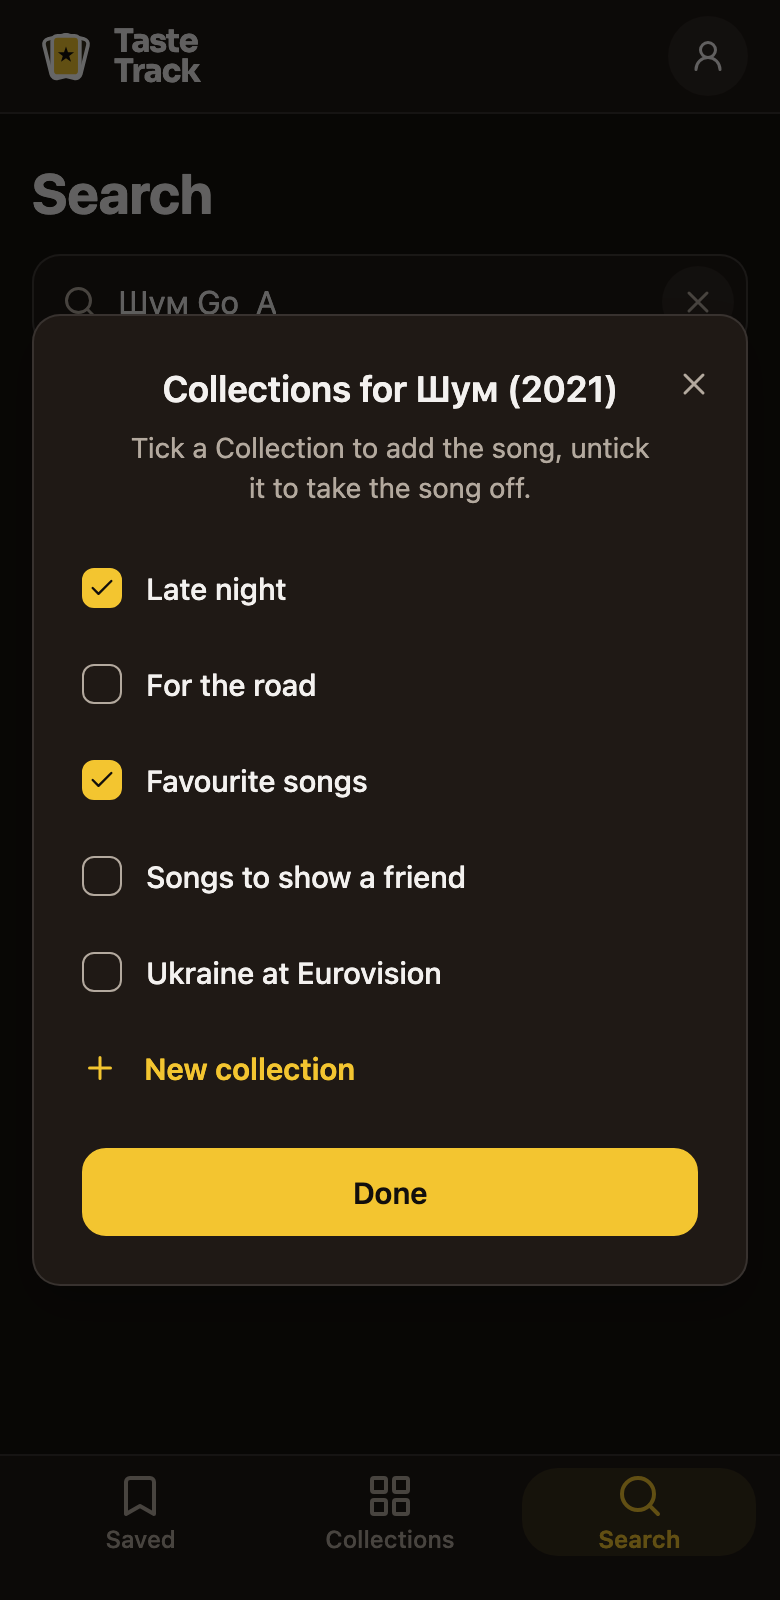 Taste
Track
Search
Шум Go_A
Collections for Шум (2021)
Tick a Collection to add the song, untick
it to take the song off.
Late night
For the road
Favourite songs
Songs to show a friend
Ukraine at Eurovision
New collection
Done
Saved
Collections
Search